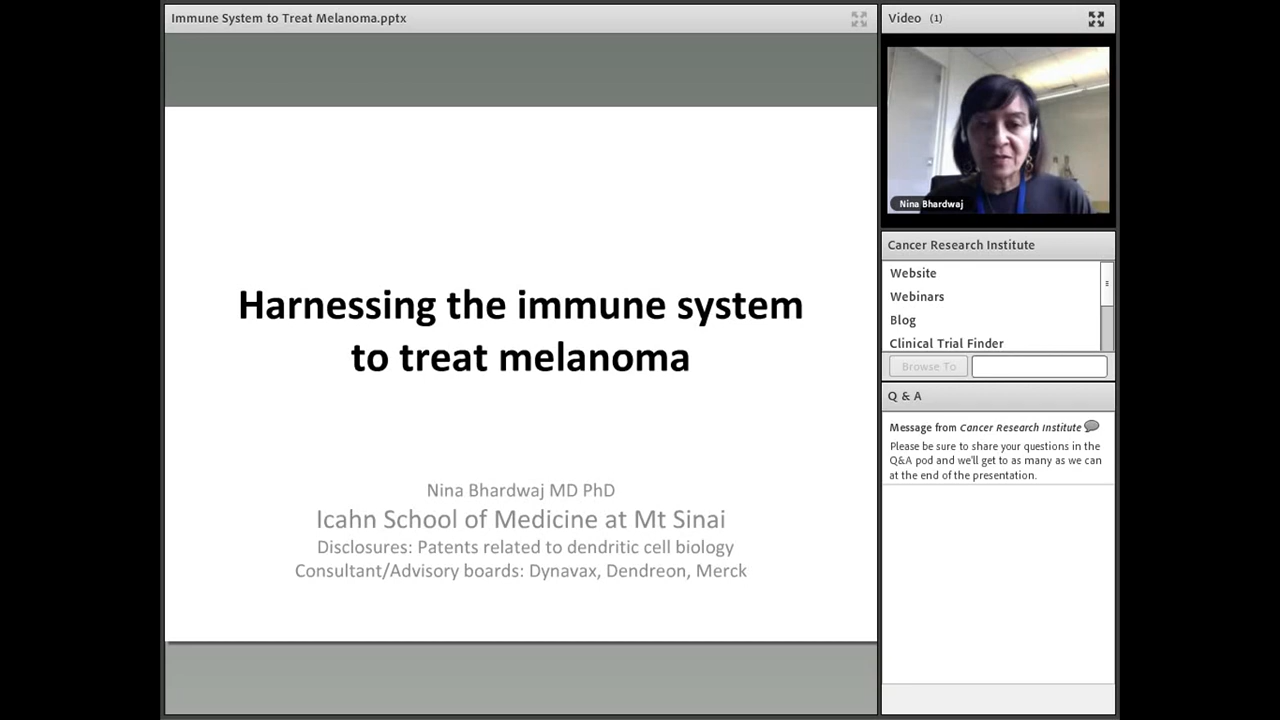 Immune System to Treat Melanoma.pptx
Harnessing the immune system
to treat melanoma
Nina Bhardwaj MD PhD
Icahn School of Medicine at Mt Sinai
Disclosures: Patents related to dendritic cell biology
Consultant/Advisory boards: Dynavax, Dendreon, Merck
Video (1)
Nina Bhardwaj
Cancer Research Institute
Website
Webinars
Blog
Clinical Trial Finder
Browse To
Q & A
Message from Cancer Research Institute
Please be sure to share your questions in the
Q&A pod and we'll get to as many as we can
at the end of the presentation.